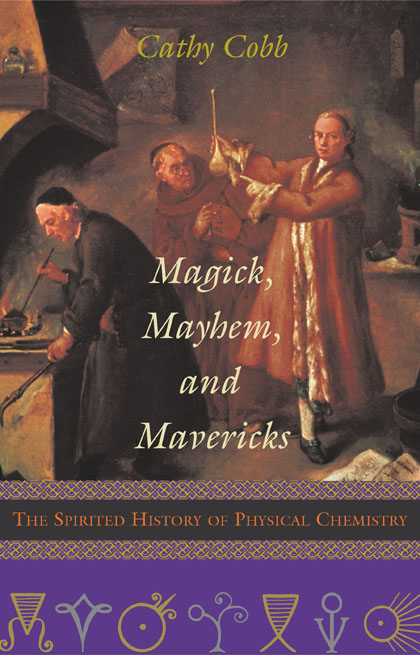 Cathy Cobb
Magick,
Mayhem,
and
Mavericks
The Spirited History of Physical Chemistry